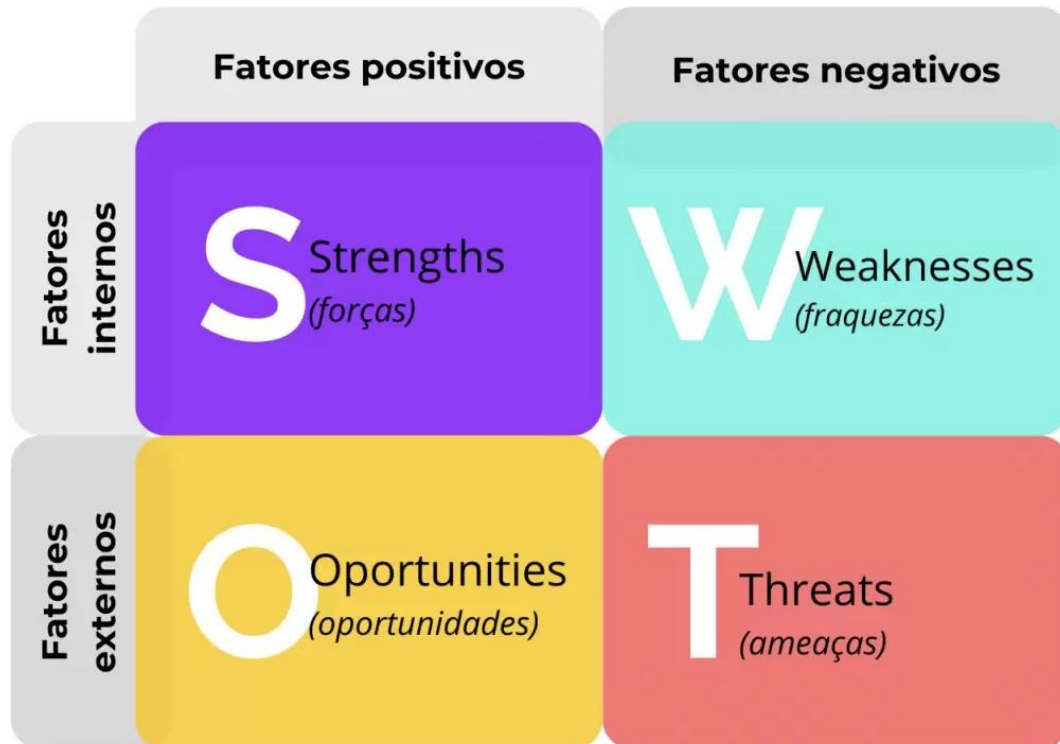 Fatores positivos
Fatores negativos
Fatores
internos
S
Strengths
(forças)
W
Weaknesses
(fraquezas)
Fatores
externos
O
Oportunities
(oportunidades)
T
Threats
(ameaças)